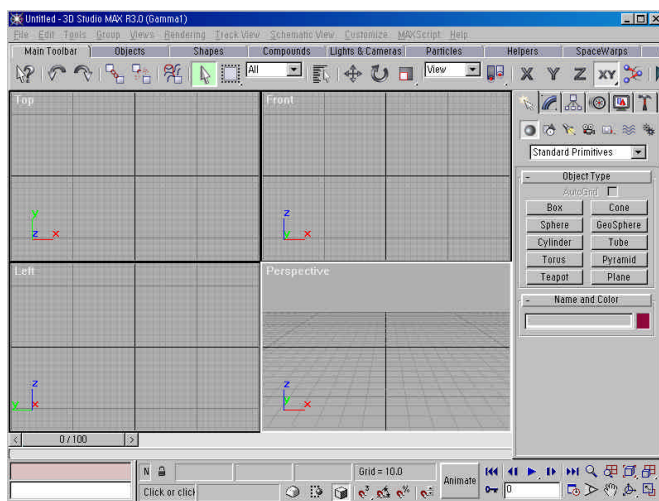 Untitled - 3D Studio MAX R3.0 (Gamma1)
File Edit Tools Group Views Rendering Track View Schematic View Customize MAXScript Help
Main Toolbar Objects Shapes Compounds Lights & Cameras Particles Helpers SpaceWarps
All View X Y Z XY
Top Front
Standard Primitives
- Object Type
AutoGrid
y z
z x y x
Box Cone
Sphere GeoSphere
Cylinder Tube
Torus Pyramid
Teapot Plane
Left Perspective
- Name and Color
z z
y x y x
< 0 / 100 >
N Grid = 10.0 Animate
Click or click 0